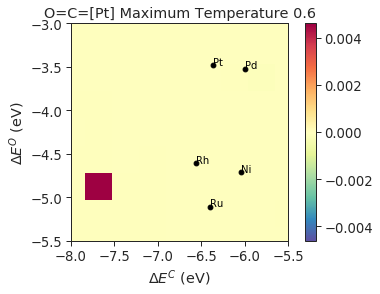 O=C=[Pt] Maximum Temperature 0.6
−3.0
−3.5
−4.0
−4.5
−5.0
−5.5
ΔE^O (eV)
Pt
Pd
Rh
Ni
Ru
−8.0 −7.5 −7.0 −6.5 −6.0 −5.5
ΔE^C (eV)
0.004
0.002
0.000
−0.002
−0.004